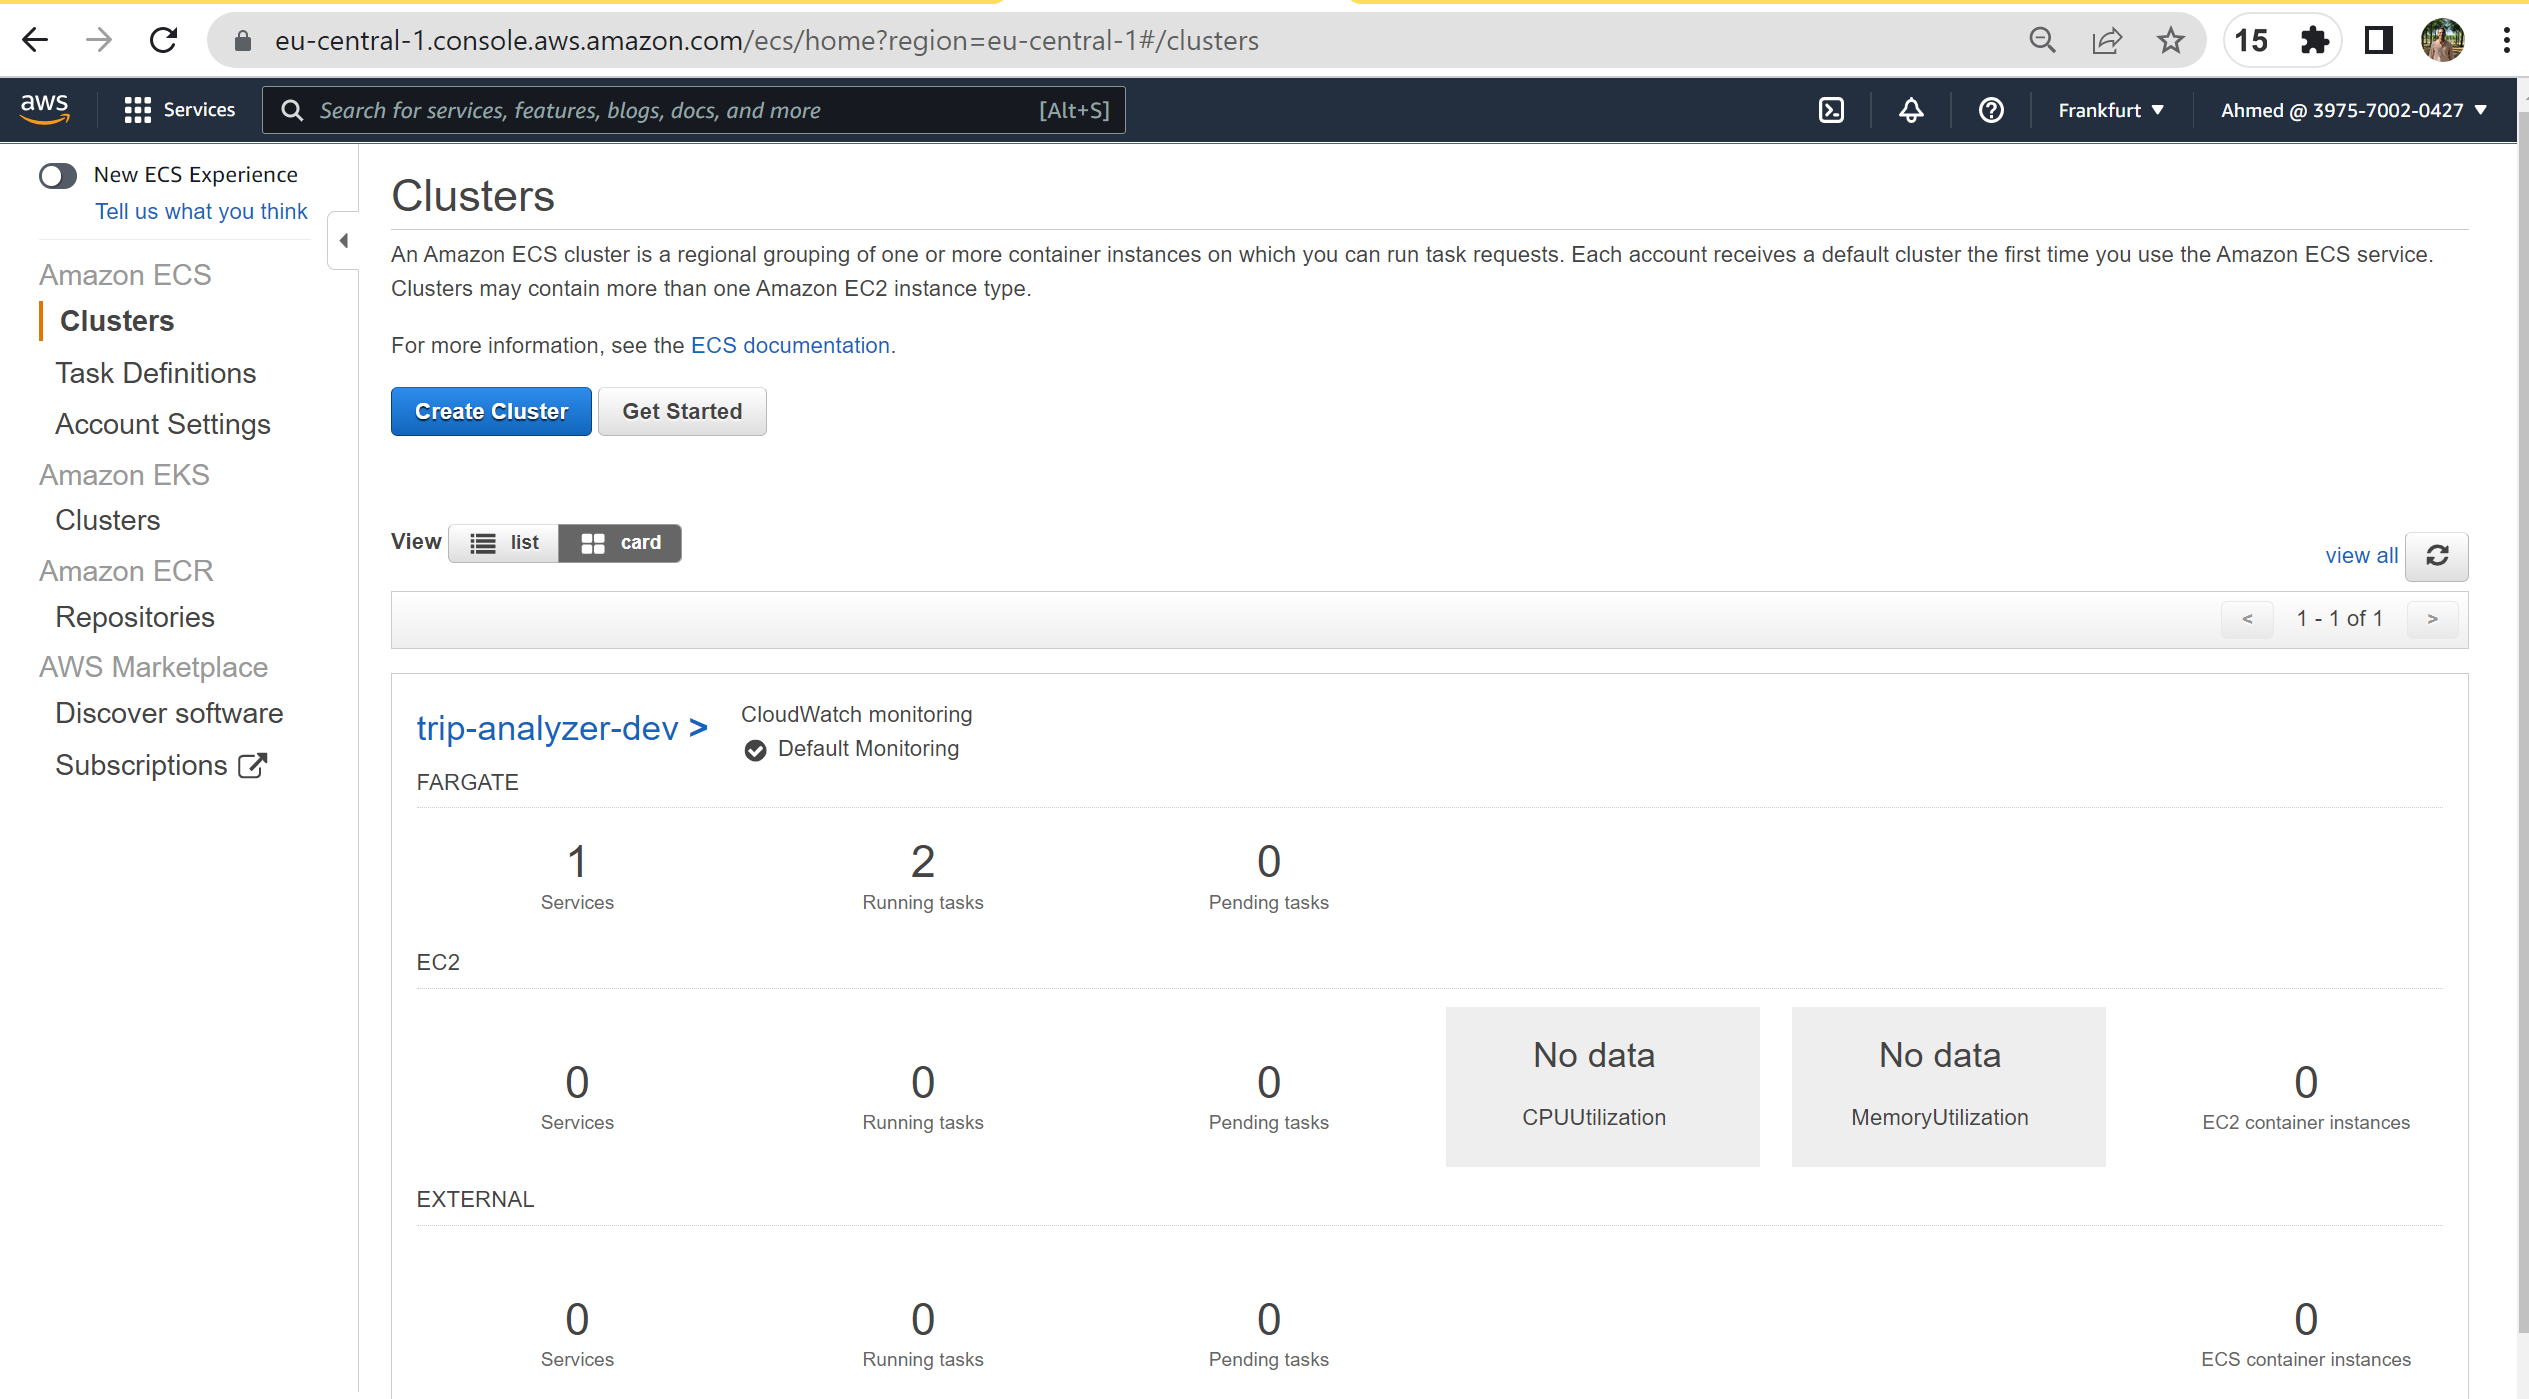 eu-central-1.console.aws.amazon.com/ecs/home?region=eu-central-1#/clusters
15
aws
Services
Search for services, features, blogs, docs, and more
[Alt+S]
Frankfurt
Ahmed @ 3975-7002-0427
New ECS Experience
Tell us what you think
Amazon ECS
Clusters
Task Definitions
Account Settings
Amazon EKS
Clusters
Amazon ECR
Repositories
AWS Marketplace
Discover software
Subscriptions
Clusters
An Amazon ECS cluster is a regional grouping of one or more container instances on which you can run task requests. Each account receives a default cluster the first time you use the Amazon ECS service.
Clusters may contain more than one Amazon EC2 instance type.
For more information, see the ECS documentation.
Create Cluster
Get Started
View
list
card
view all
< 1 - 1 of 1 >
trip-analyzer-dev >
CloudWatch monitoring
Default Monitoring
FARGATE
1
Services
2
Running tasks
0
Pending tasks
EC2
0
Services
0
Running tasks
0
Pending tasks
No data
CPUUtilization
No data
MemoryUtilization
0
EC2 container instances
EXTERNAL
0
Services
0
Running tasks
0
Pending tasks
0
ECS container instances